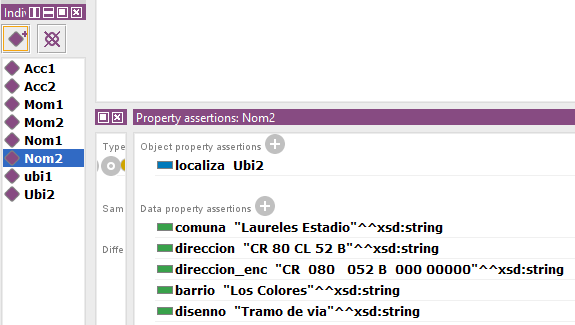 Indiv
Acc1
Acc2
Mom1
Mom2
Nom1
Nom2
ubi1
Ubi2
Property assertions: Nom2
Type
Sam
Diffe
Object property assertions
localiza Ubi2
Data property assertions
comuna "Laureles Estadio"^^xsd:string
direccion "CR 80 CL 52 B"^^xsd:string
direccion_enc "CR  080   052 B  000 00000"^^xsd:string
barrio "Los Colores"^^xsd:string
disenno "Tramo de via"^^xsd:string